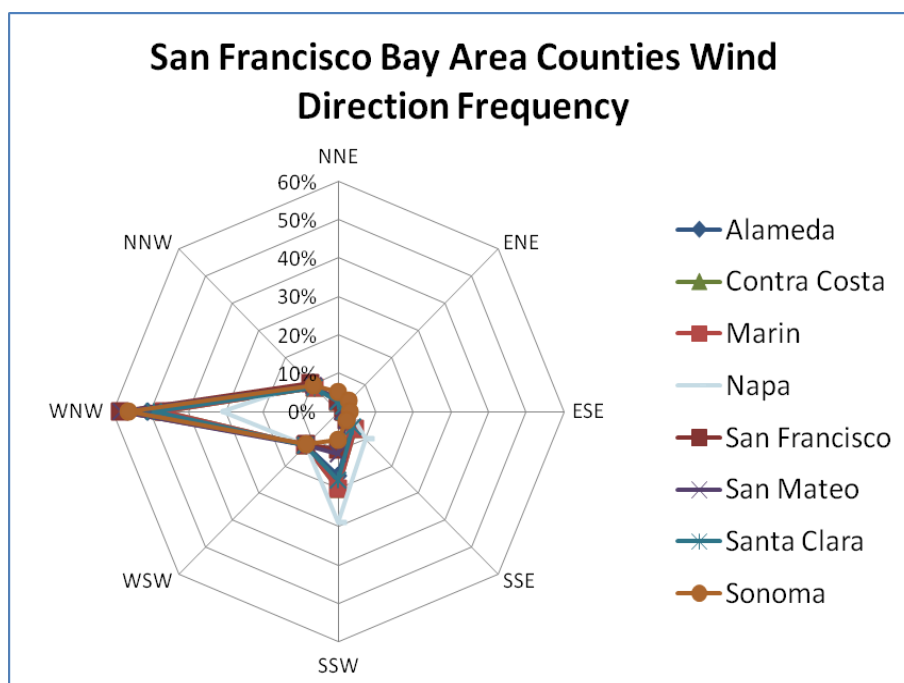 San Francisco Bay Area Counties Wind
Direction Frequency
NNE
60%
50%
40%
30%
20%
10%
0%
ENE
ESE
SSE
SSW
WSW
WNW
NNW
Alameda
Contra Costa
Marin
Napa
San Francisco
San Mateo
Santa Clara
Sonoma